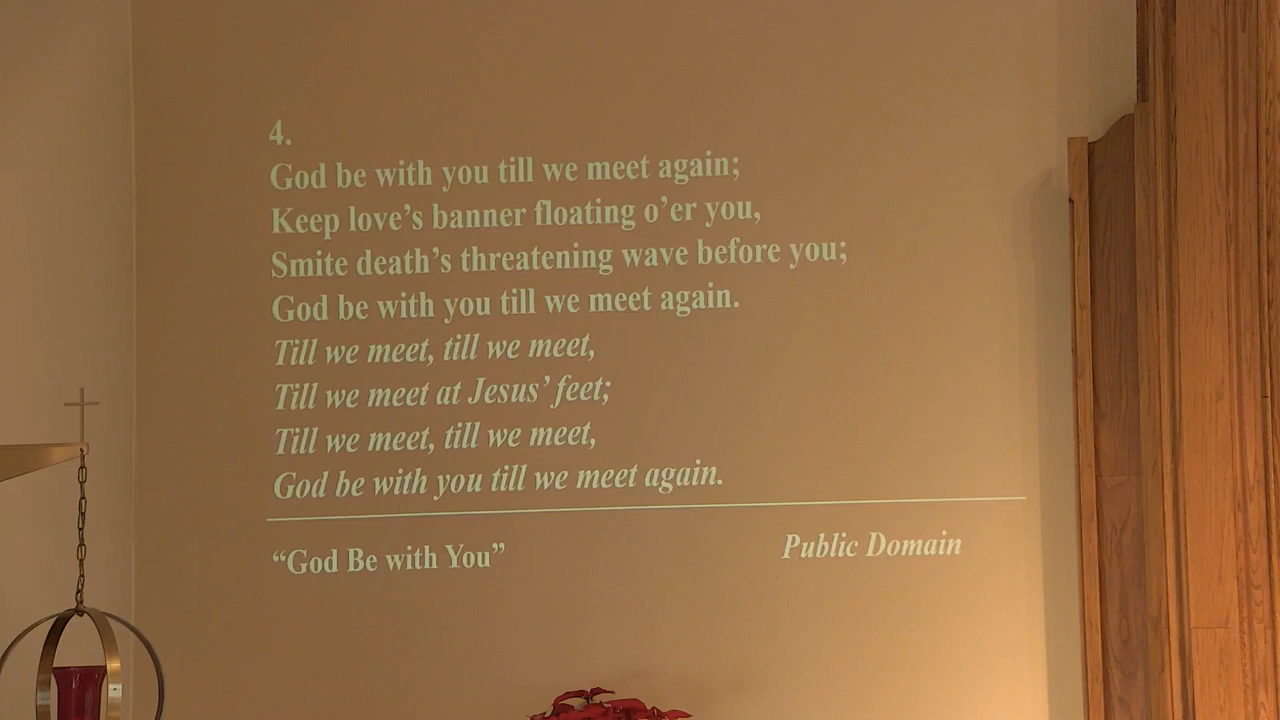 4.
God be with you till we meet again;
Keep love’s banner floating o’er you,
Smite death’s threatening wave before you;
God be with you till we meet again.
Till we meet, till we meet,
Till we meet at Jesus’ feet;
Till we meet, till we meet,
God be with you till we meet again.
“God Be with You” Public Domain